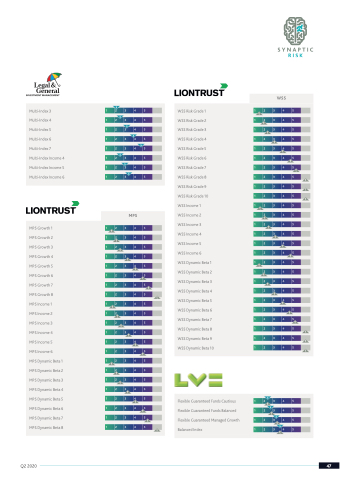 SYNAPTIC
RISK
Legal &
General
INVESTMENT MANAGEMENT
Multi-Index 3
Multi-Index 4
Multi-Index 5
Multi-Index 6
Multi-Index 7
Multi-Index Income 4
Multi-Index Income 5
Multi-Index Income 6
LIONTRUST
MPS
MPS Growth 1
MPS Growth 2
MPS Growth 3
MPS Growth 4
MPS Growth 5
MPS Growth 6
MPS Growth 7
MPS Growth 8
MPS Income 1
MPS Income 2
MPS Income 3
MPS Income 4
MPS Income 5
MPS Income 6
MPS Dynamic Beta 1
MPS Dynamic Beta 2
MPS Dynamic Beta 3
MPS Dynamic Beta 4
MPS Dynamic Beta 5
MPS Dynamic Beta 6
MPS Dynamic Beta 7
MPS Dynamic Beta 8
LIONTRUST
WSS
WSS Risk Grade 1
WSS Risk Grade 2
WSS Risk Grade 3
WSS Risk Grade 4
WSS Risk Grade 5
WSS Risk Grade 6
WSS Risk Grade 7
WSS Risk Grade 8
WSS Risk Grade 9
WSS Risk Grade 10
WSS Income 1
WSS Income 2
WSS Income 3
WSS Income 4
WSS Income 5
WSS Income 6
WSS Dynamic Beta 1
WSS Dynamic Beta 2
WSS Dynamic Beta 3
WSS Dynamic Beta 4
WSS Dynamic Beta 5
WSS Dynamic Beta 6
WSS Dynamic Beta 7
WSS Dynamic Beta 8
WSS Dynamic Beta 9
WSS Dynamic Beta 10
LV=
Flexible Guaranteed Funds Cautious
Flexible Guaranteed Funds Balanced
Flexible Guaranteed Managed Growth
Balanced Index
Q2 2020
47